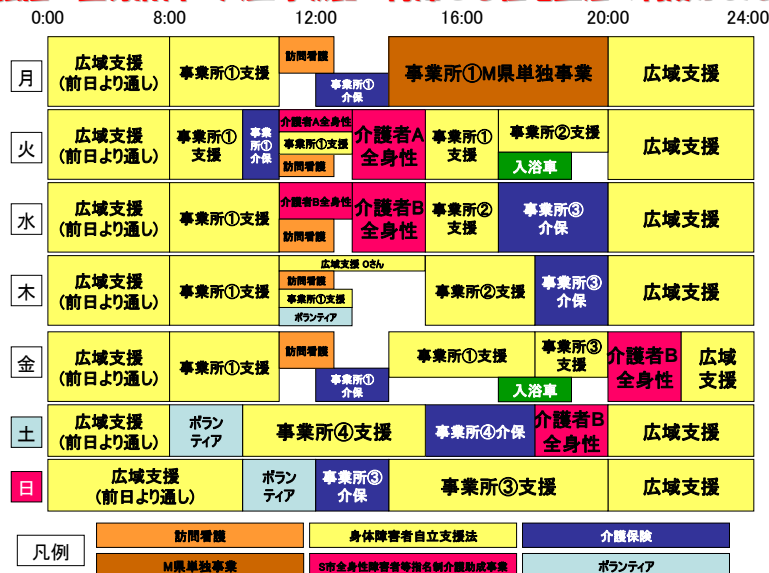 0:00 8:00 12:00 16:00 20:00 24:00
月
広域支援
(前日より通し)
事業所①支援
訪問看護
事業所①
介保
事業所①M県単独事業
広域支援
火
広域支援
(前日より通し)
事業所①
支援
事業
所①
介保
介護者A全身性
事業所①支援
訪問看護
介護者A
全身性
事業所①
支援
事業所②支援
入浴車
広域支援
水
広域支援
(前日より通し)
事業所①支援
介護者B全身性
訪問看護
介護者B
全身性
事業所②
支援
事業所③
介保
広域支援
木
広域支援
(前日より通し)
事業所①支援
広域支援 Oさん
訪問看護
事業所①支援
ボランティア
事業所②支援
事業所③
介保
広域支援
金
広域支援
(前日より通し)
事業所①支援
訪問看護
事業所①
介保
事業所①支援
事業所③
支援
入浴車
介護者B
全身性
広域
支援
土
広域支援
(前日より通し)
ボラン
ティア
事業所④支援
事業所④介保
介護者B
全身性
広域支援
日
広域支援
(前日より通し)
ボラン
ティア
事業所③
介保
事業所③支援
広域支援
凡例
訪問看護
身体障害者自立支援法
介護保険
M県単独事業
S市全身性障害者等指名制介護助成事業
ボランティア